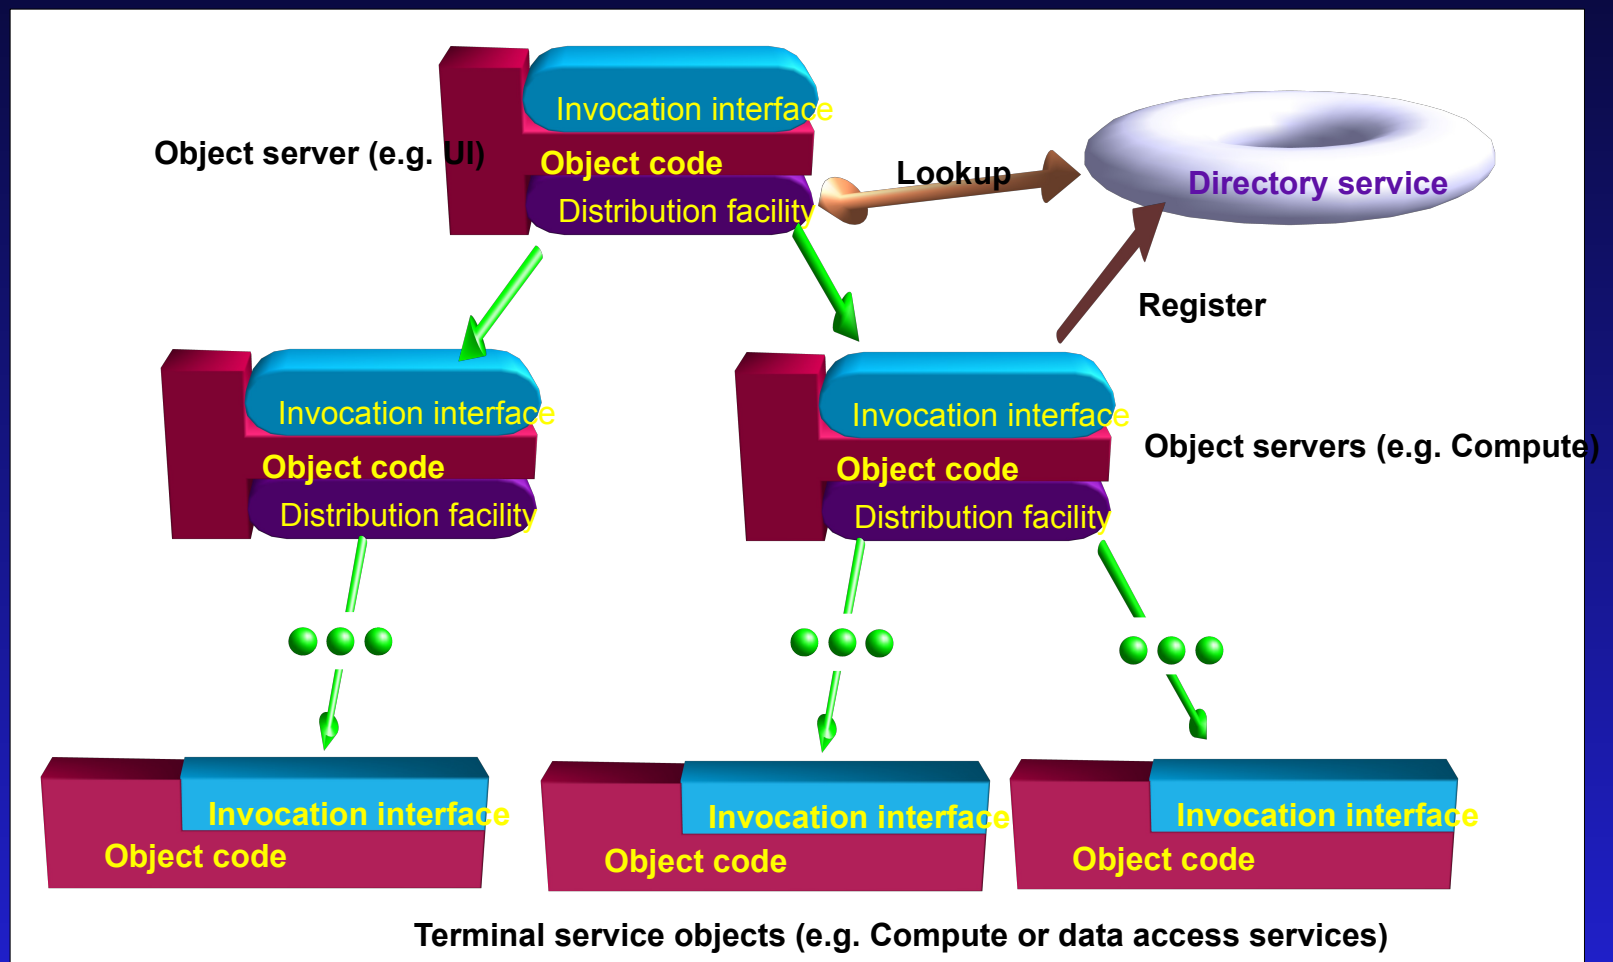 Invocation interface
Object server (e.g. UI)
Object code
Lookup
Directory service
Distribution facility
Register
Invocation interface
Object code
Distribution facility
Invocation interface
Object servers (e.g. Compute)
Object code
Distribution facility
Invocation interface
Object code
Invocation interface
Object code
Invocation interface
Object code
Terminal service objects (e.g. Compute or data access services)